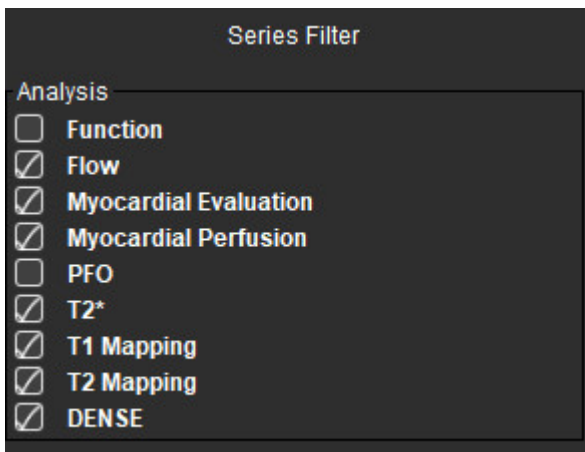 Series Filter
Analysis
Function
Flow
Myocardial Evaluation
Myocardial Perfusion
PFO
T2*
T1 Mapping
T2 Mapping
DENSE